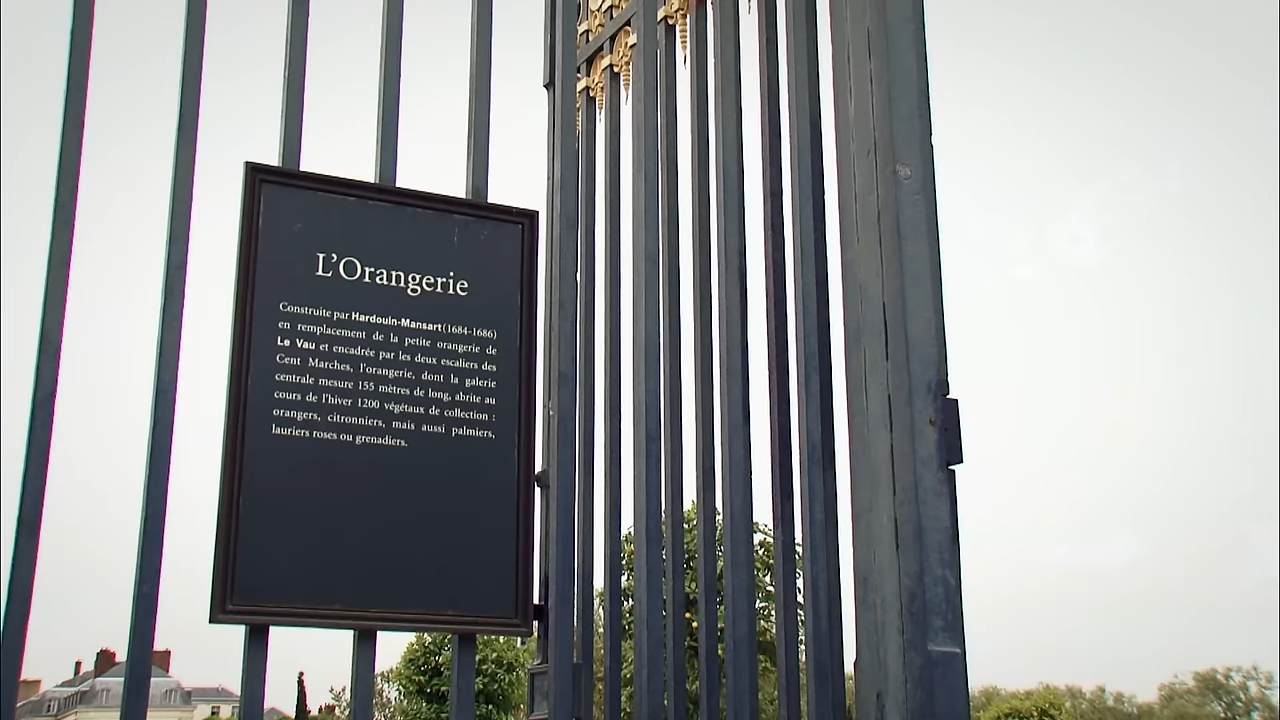 L'Orangerie
Construite par Hardouin-Mansart (1684-1686)
en remplacement de la petite orangerie de
Le Vau et encadrée par les deux escaliers des
Cent Marches, l'orangerie, dont la galerie
centrale mesure 155 mètres de long, abrite au
cours de l'hiver 1200 végétaux de collection :
orangers, citronniers, mais aussi palmiers,
lauriers roses ou grenadiers.